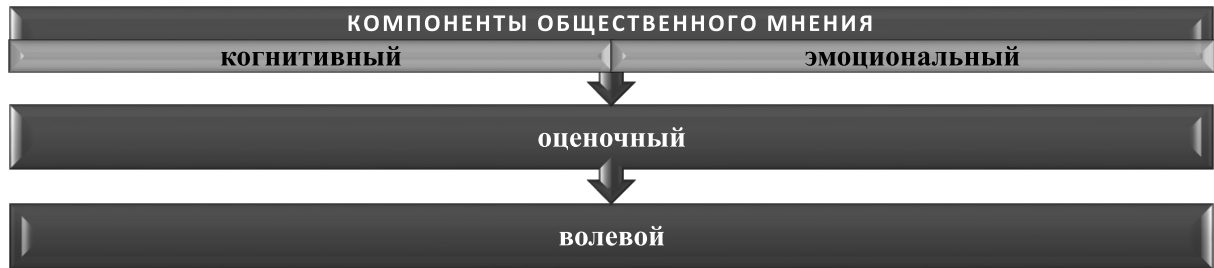 КОМПОНЕНТЫ ОБЩЕСТВЕННОГО МНЕНИЯ
когнитивный эмоциональный
оценочный
волевой